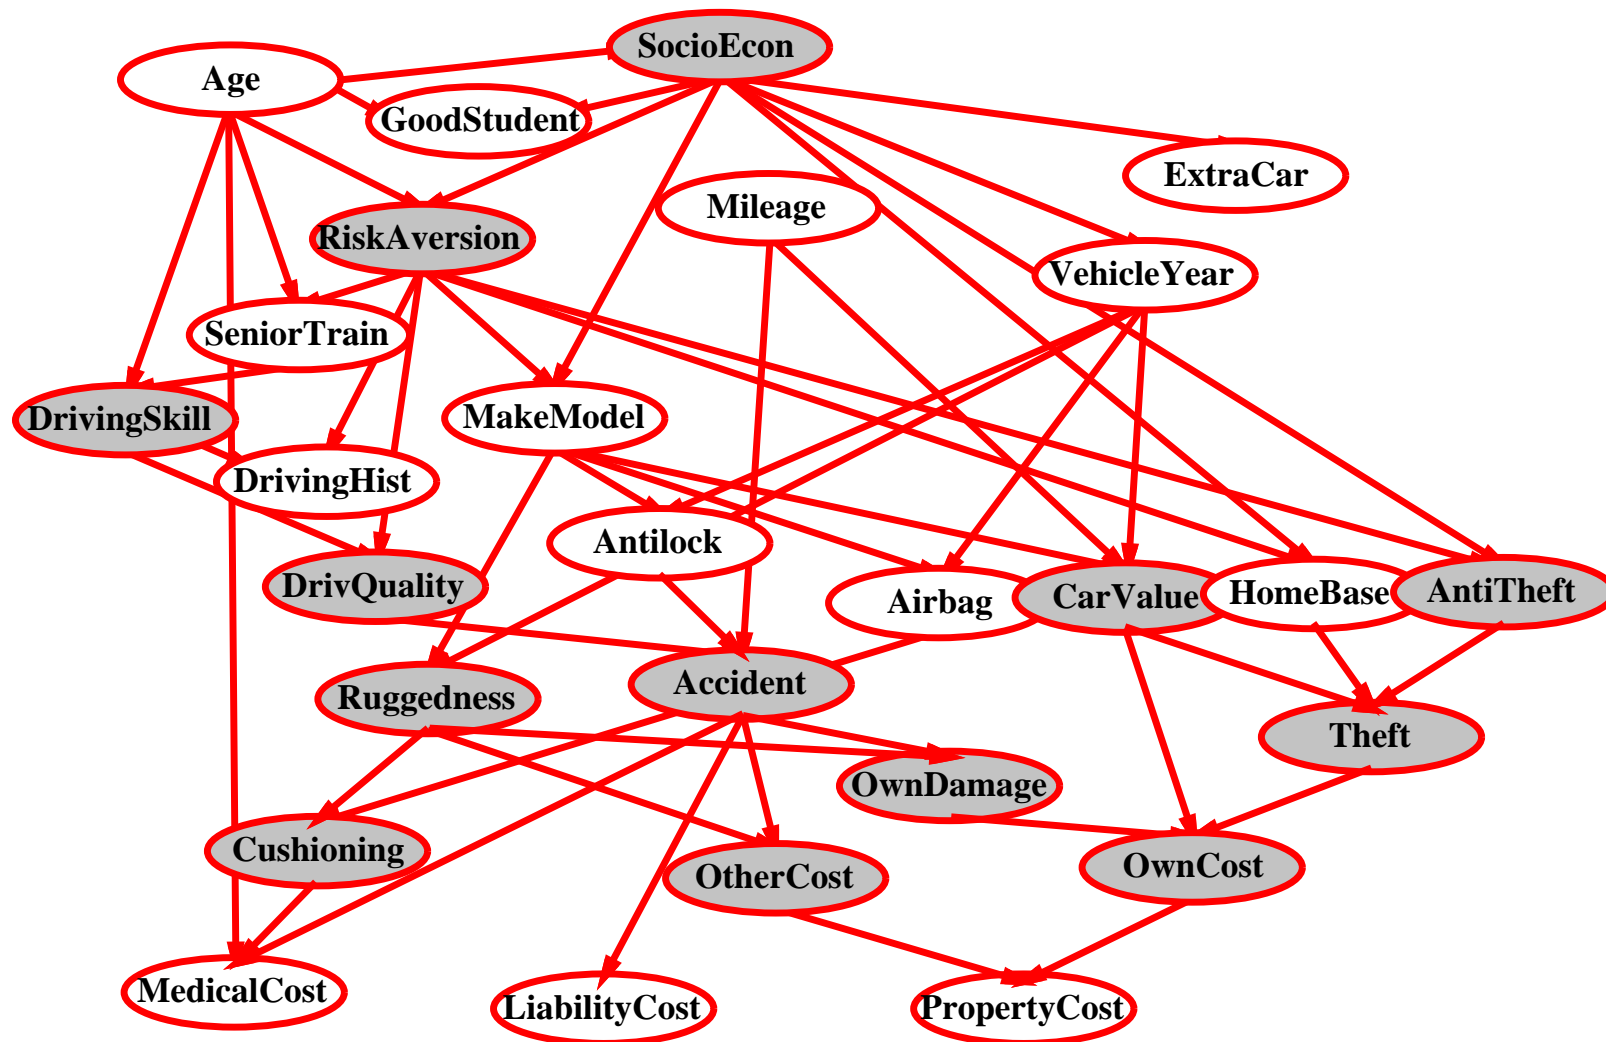 SocioEcon
Age
GoodStudent
ExtraCar
Mileage
RiskAversion
VehicleYear
SeniorTrain
DrivingSkill
MakeModel
DrivingHist
Antilock
DrivQuality
Airbag
CarValue
HomeBase
AntiTheft
Accident
Ruggedness
Theft
OwnDamage
Cushioning
OtherCost
OwnCost
MedicalCost
LiabilityCost
PropertyCost